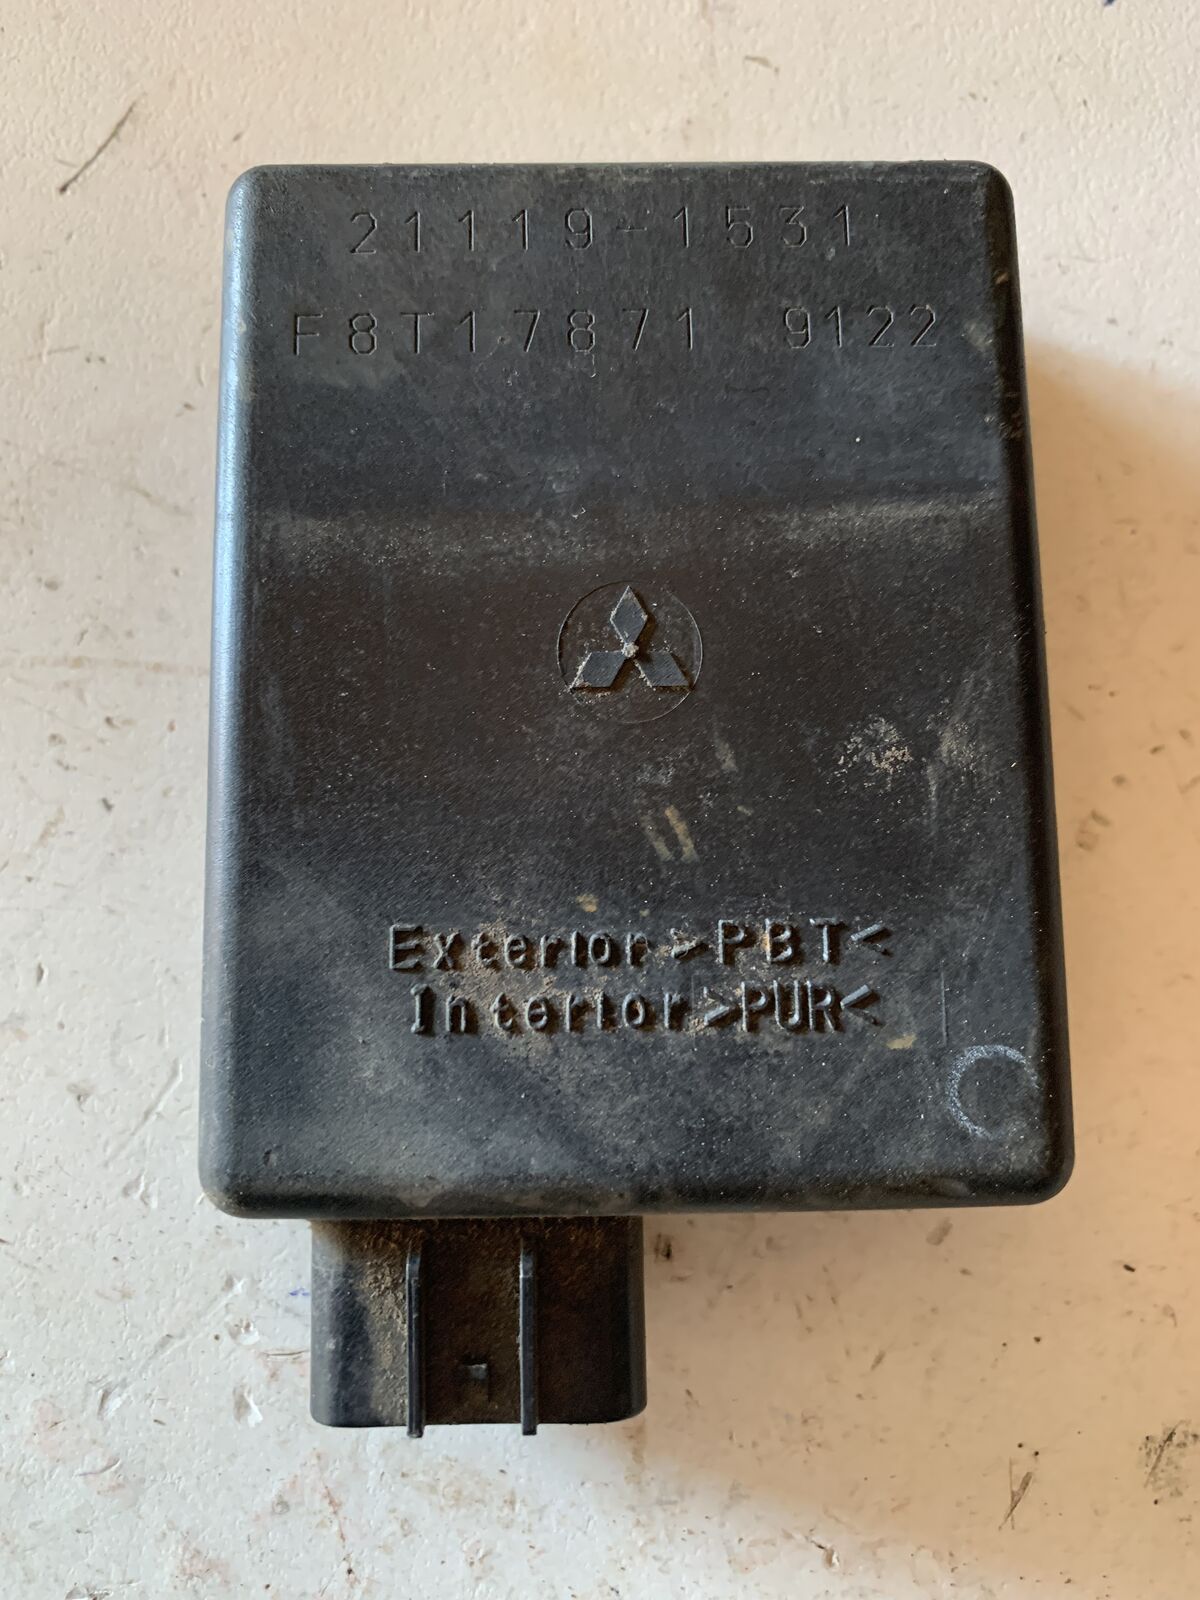 21119-1531
F8T17871 9122
Exterior >PBT<
Interior >PUR<